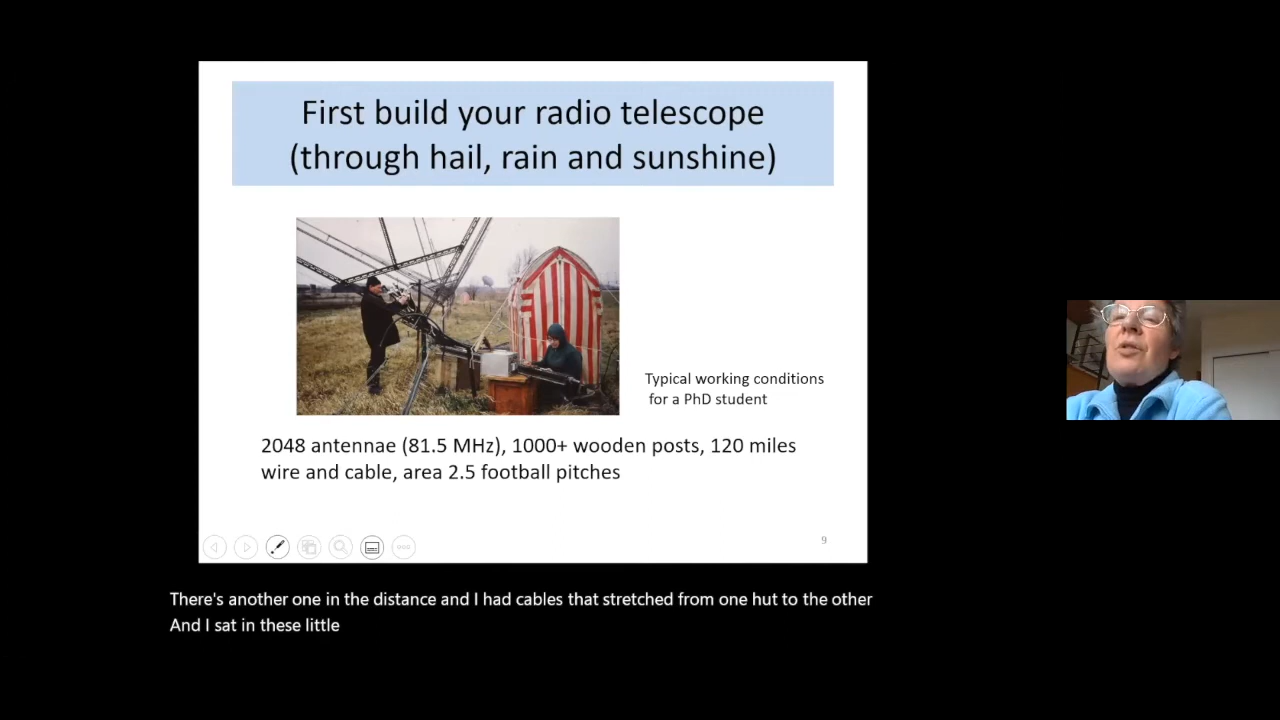 First build your radio telescope
(through hail, rain and sunshine)
Typical working conditions
for a PhD student
2048 antennae (81.5 MHz), 1000+ wooden posts, 120 miles
wire and cable, area 2.5 football pitches
9
There's another one in the distance and I had cables that stretched from one hut to the other
And I sat in these little